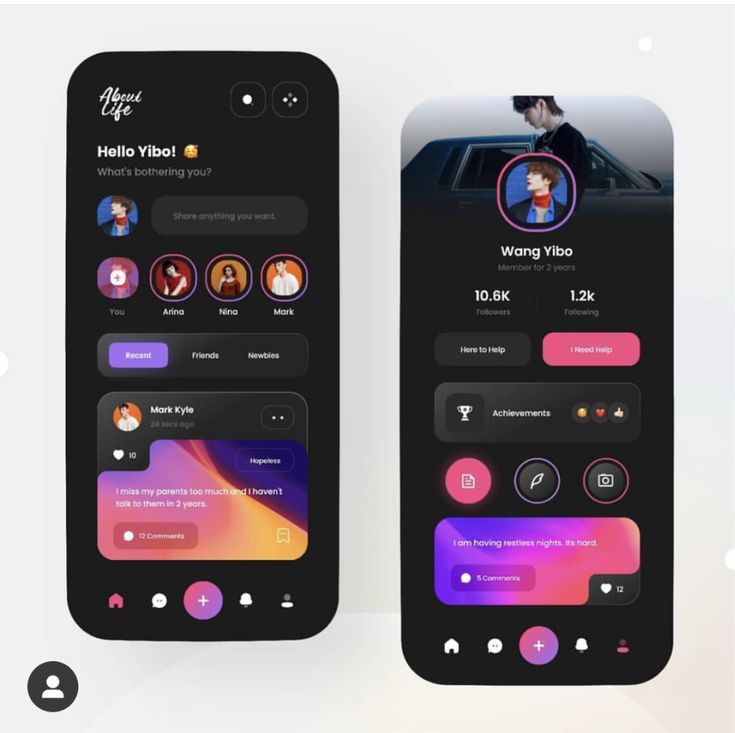 About
Life
Hello Yibo! 🥰
What's bothering you?
Share anything you want.
You
Arina
Nina
Mark
Recent
Friends
Newbies
Mark Kyle
24 secs ago
10
Hopeless
I miss my parents too much and I haven't
talk to them in 2 years.
12 Comments
Wang Yibo
Member for 2 years
10.6K
1.2k
Followers
Following
Here to Help
I Need Help
Achievements
I am having restless nights. Its hard.
5 Comments
12